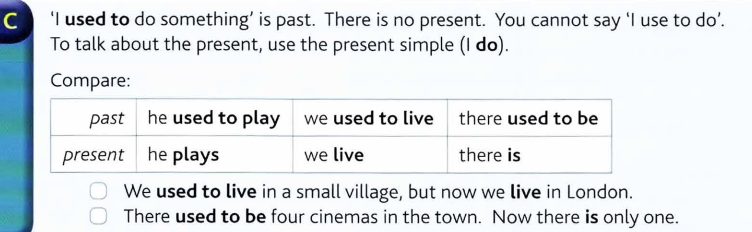 C
'I used to do something' is past. There is no present. You cannot say 'I use to do'.
To talk about the present, use the present simple (I do).
Compare:
past he used to play we used to live there used to be
present he plays we live there is
We used to live in a small village, but now we live in London.
There used to be four cinemas in the town. Now there is only one.